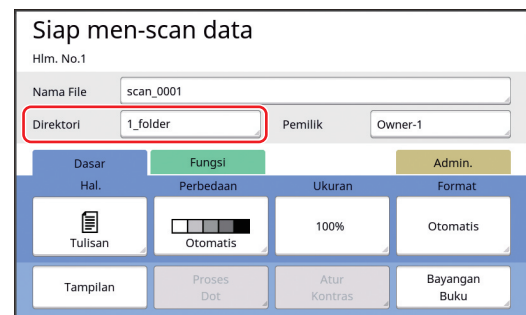 Siap men-scan data
Hlm. No.1
Nama File scan_0001
Direktori 1_folder Pemilik Owner-1
Dasar Fungsi Admin.
Hal. Perbedaan Ukuran Format
Tulisan Otomatis 100% Otomatis
Tampilan Proses Dot Atur Kontras Bayangan Buku